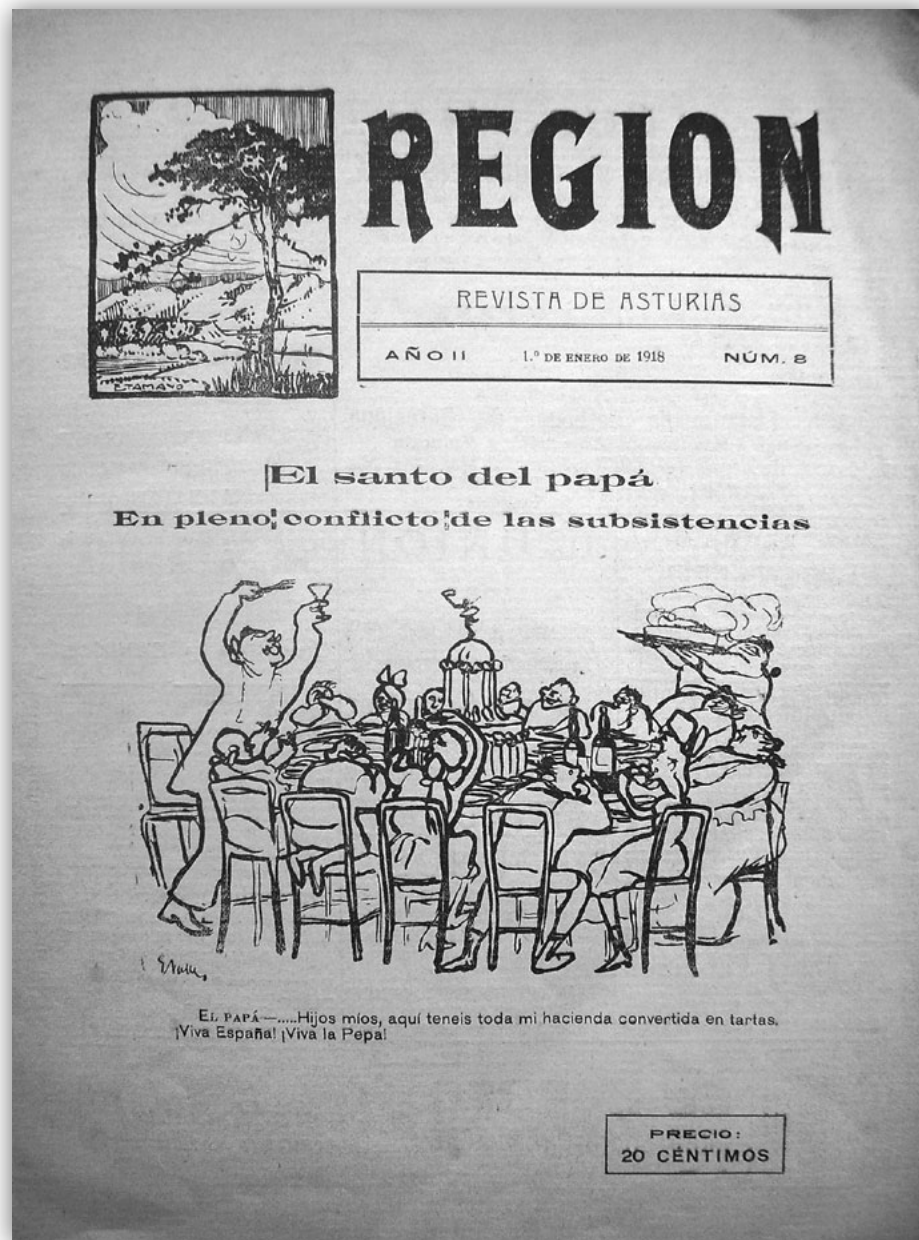 REGION
REVISTA DE ASTURIAS
AÑO II 1.º DE ENERO DE 1918 NÚM. 8
El santo del papá
En pleno conflicto de las subsistencias
EL PAPÁ—.....Hijos míos, aquí teneis toda mi hacienda convertida en tartas.
¡Viva España! ¡Viva la Pepa!
PRECIO:
20 CÉNTIMOS